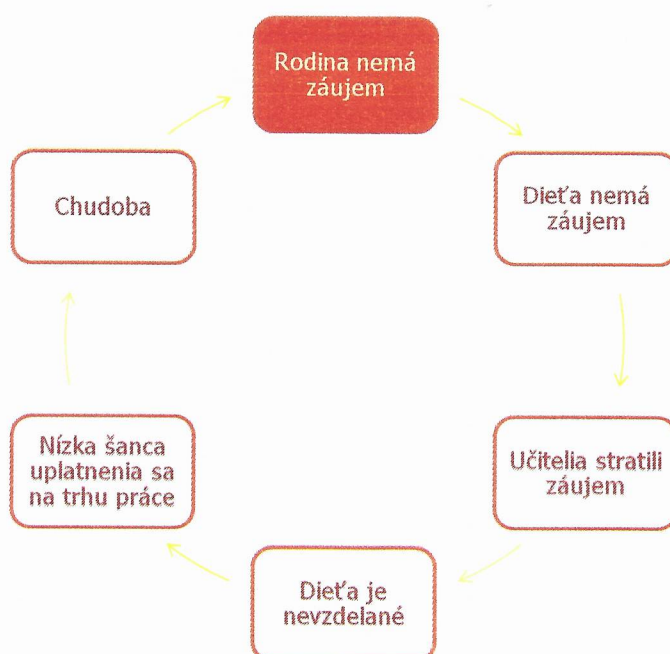 Rodina nemá
záujem
Dieťa nemá
záujem
Učitelia stratili
záujem
Dieťa je
nevzdelané
Nízka šanca
uplatnenia sa
na trhu práce
Chudoba